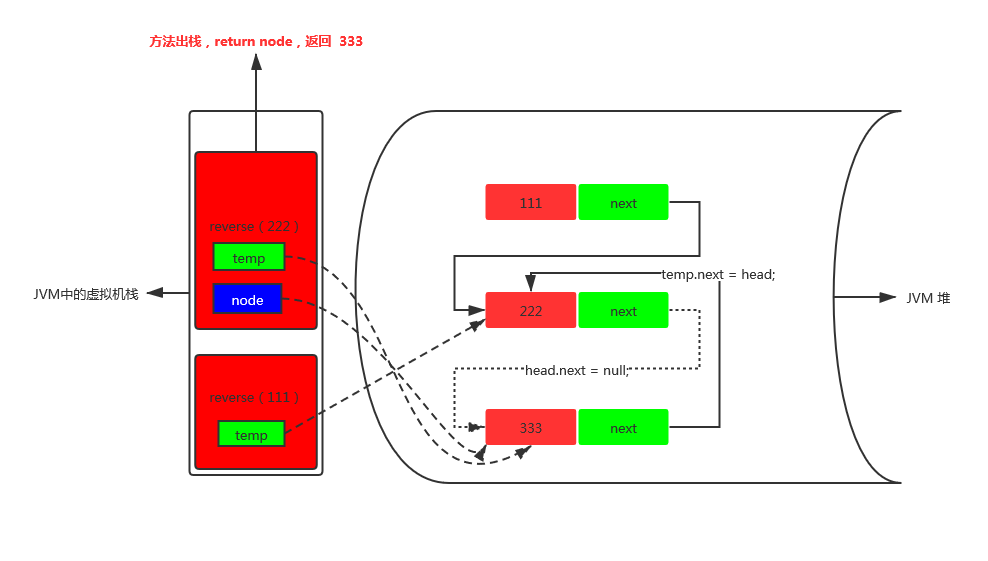 方法出栈，return node，返回 333
reverse（222）
temp
node
JVM中的虚拟机栈
reverse（111）
temp
111
next
temp.next = head;
222
next
head.next = null;
333
next
JVM 堆